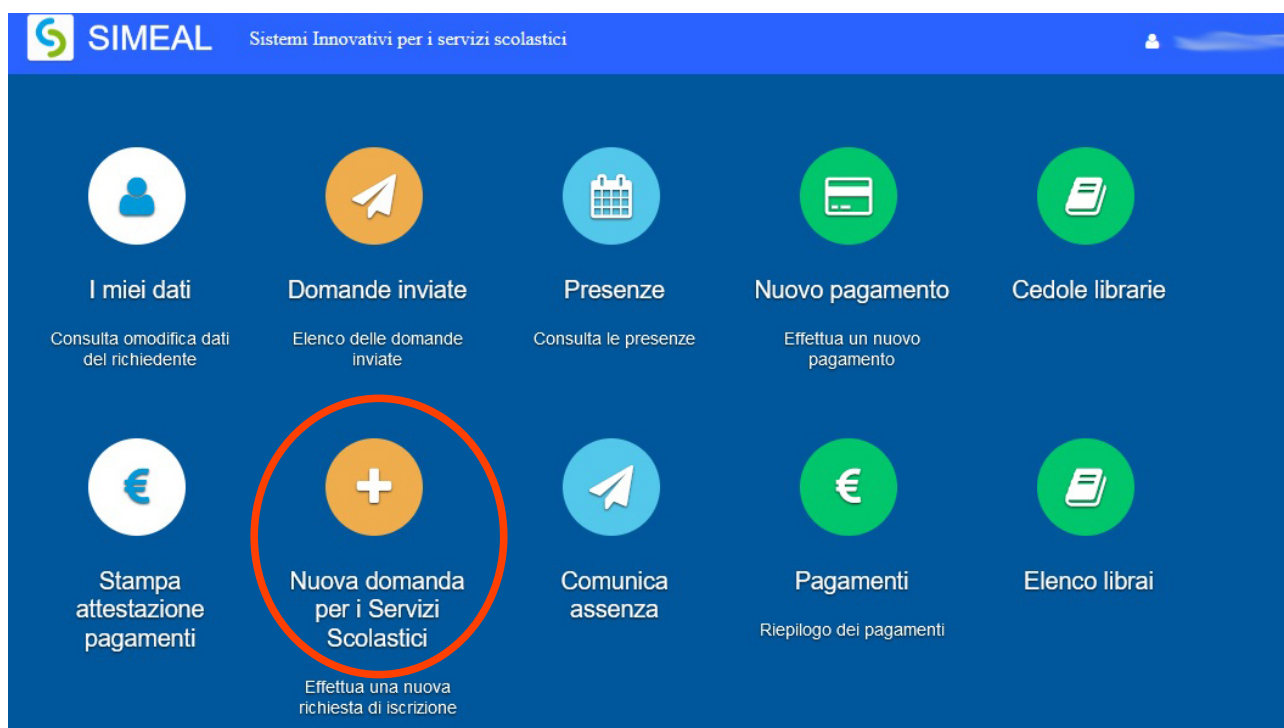 SIMEAL
Sistemi Innovativi per i servizi scolastici
I miei dati
Consulta omodifica dati
del richiedente
Domande inviate
Elenco delle domande
inviate
Presenze
Consulta le presenze
Nuovo pagamento
Effettua un nuovo
pagamento
Cedole librarie
€
Stampa
attestazione
pagamenti
Nuova domanda
per i Servizi
Scolastici
Effettua una nuova
richiesta di iscrizione
Comunica
assenza
€
Pagamenti
Riepilogo dei pagamenti
Elenco librai